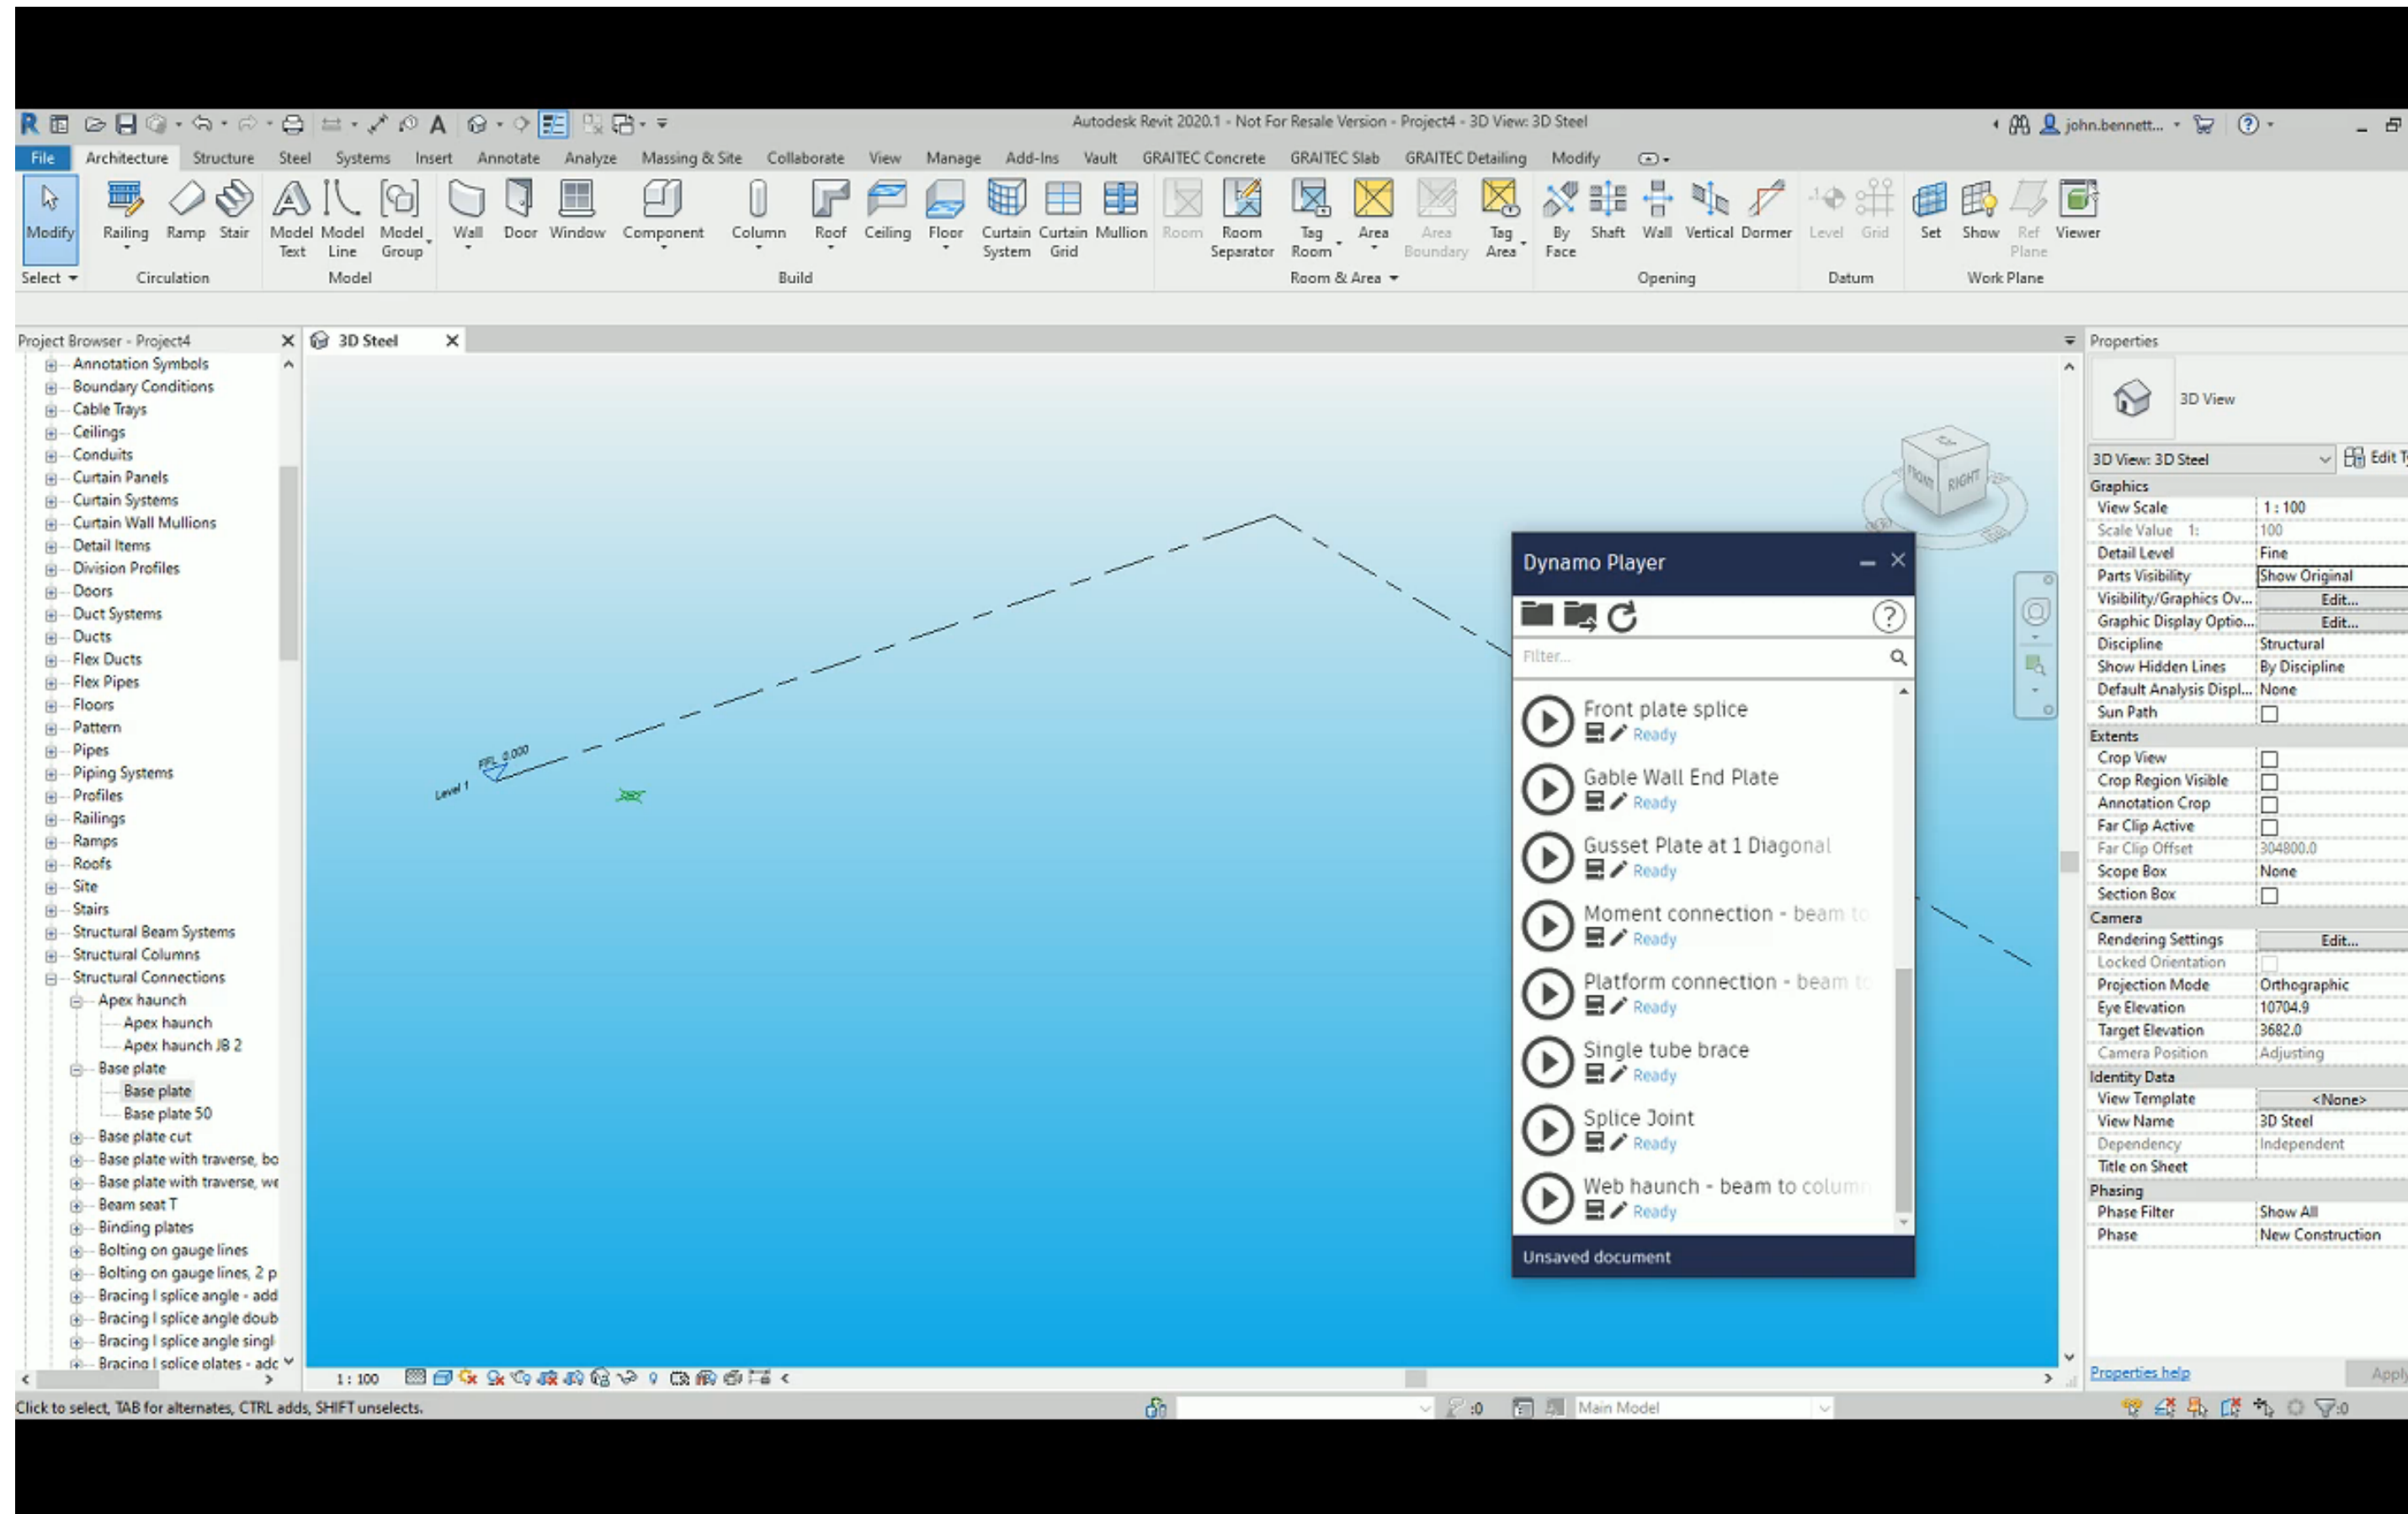 Autodesk Revit 2020.1 - Not For Resale Version - Project4 - 3D View: 3D Steel
john.bennett...
File Architecture Structure Steel Systems Insert Annotate Analyze Massing & Site Collaborate View Manage Add-Ins Vault GRAITEC Concrete GRAITEC Slab GRAITEC Detailing Modify
Modify Railing Ramp Stair Model Text Model Line Model Group Wall Door Window Component Column Roof Ceiling Floor Curtain System Curtain Grid Mullion Room Room Separator Tag Room Area Area Boundary Tag Area By Face Shaft Wall Vertical Dormer Level Grid Set Show Ref Plane Viewer
Select Circulation Model Build Room & Area Opening Datum Work Plane
Project Browser - Project4
Annotation Symbols
Boundary Conditions
Cable Trays
Ceilings
Conduits
Curtain Panels
Curtain Systems
Curtain Wall Mullions
Detail Items
Division Profiles
Doors
Duct Systems
Ducts
Flex Ducts
Flex Pipes
Floors
Pattern
Pipes
Piping Systems
Profiles
Railings
Ramps
Roofs
Site
Stairs
Structural Beam Systems
Structural Columns
Structural Connections
Apex haunch
Apex haunch
Apex haunch JB 2
Base plate
Base plate
Base plate 50
Base plate cut
Base plate with traverse, bo
Base plate with traverse, we
Beam seat T
Binding plates
Bolting on gauge lines
Bolting on gauge lines, 2 p
Bracing I splice angle - add
Bracing I splice angle doub
Bracing I splice angle singl
Bracing I splice plates - adc
3D Steel
FFL 0.000
Level 1
FRONT RIGHT
Dynamo Player
Filter...
Front plate splice
Ready
Gable Wall End Plate
Ready
Gusset Plate at 1 Diagonal
Ready
Moment connection - beam to
Ready
Platform connection - beam to
Ready
Single tube brace
Ready
Splice Joint
Ready
Web haunch - beam to column
Ready
Unsaved document
Properties
3D View
3D View: 3D Steel Edit Ty
Graphics
View Scale 1 : 100
Scale Value 1: 100
Detail Level Fine
Parts Visibility Show Original
Visibility/Graphics Ov... Edit...
Graphic Display Optio... Edit...
Discipline Structural
Show Hidden Lines By Discipline
Default Analysis Displ... None
Sun Path
Extents
Crop View
Crop Region Visible
Annotation Crop
Far Clip Active
Far Clip Offset 304800.0
Scope Box None
Section Box
Camera
Rendering Settings Edit...
Locked Orientation
Projection Mode Orthographic
Eye Elevation 10704.9
Target Elevation 3682.0
Camera Position Adjusting
Identity Data
View Template <None>
View Name 3D Steel
Dependency Independent
Title on Sheet
Phasing
Phase Filter Show All
Phase New Construction
Properties help Apply
1 : 100
Click to select, TAB for alternates, CTRL adds, SHIFT unselects. :0 Main Model :0